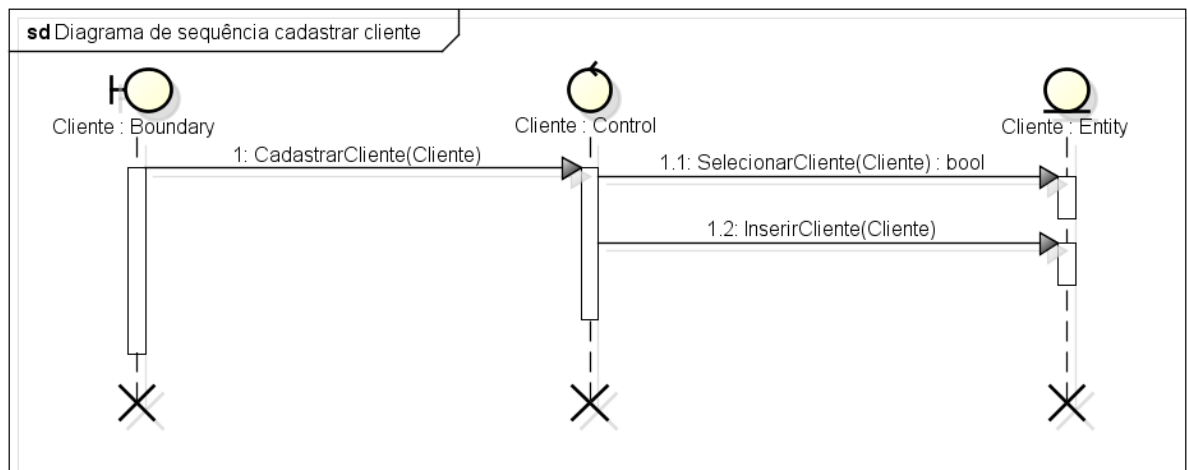 sd Diagrama de sequência cadastrar cliente
Cliente : Boundary
Cliente : Control
Cliente : Entity
1: CadastrarCliente(Cliente)
1.1: SelecionarCliente(Cliente) : bool
1.2: InserirCliente(Cliente)